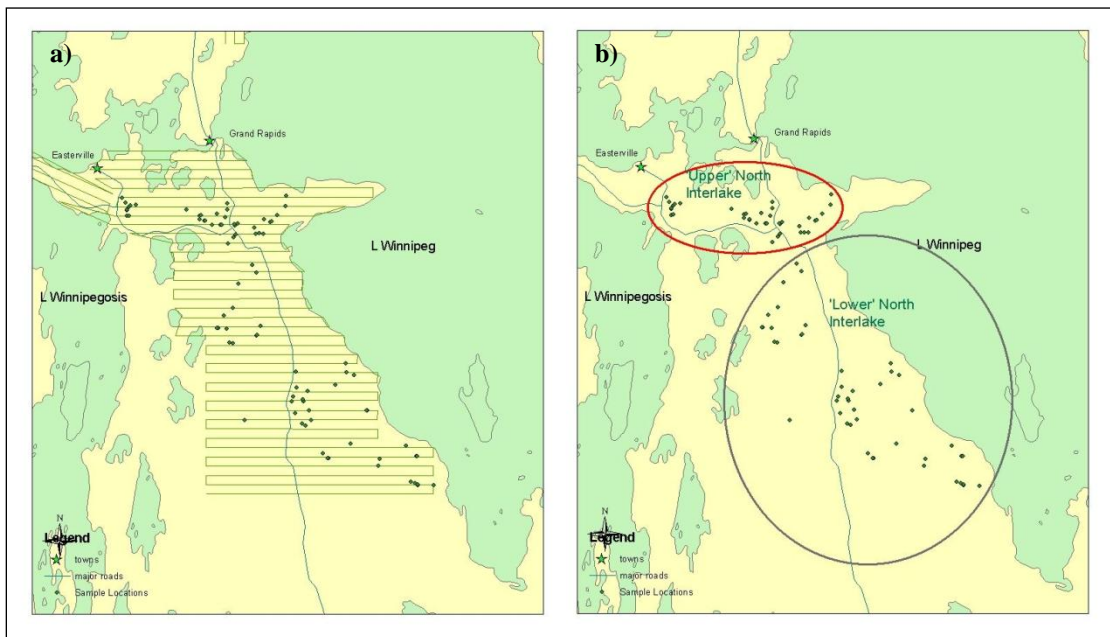 a)
Grand Rapids
Easterville
L Winnipeg
L Winnipegosis
N
Legend
towns
major roads
Sample Locations
b)
Grand Rapids
Easterville
'Upper' North
Interlake
L Winnipeg
L Winnipegosis
'Lower' North
Interlake
N
Legend
towns
major roads
Sample Locations